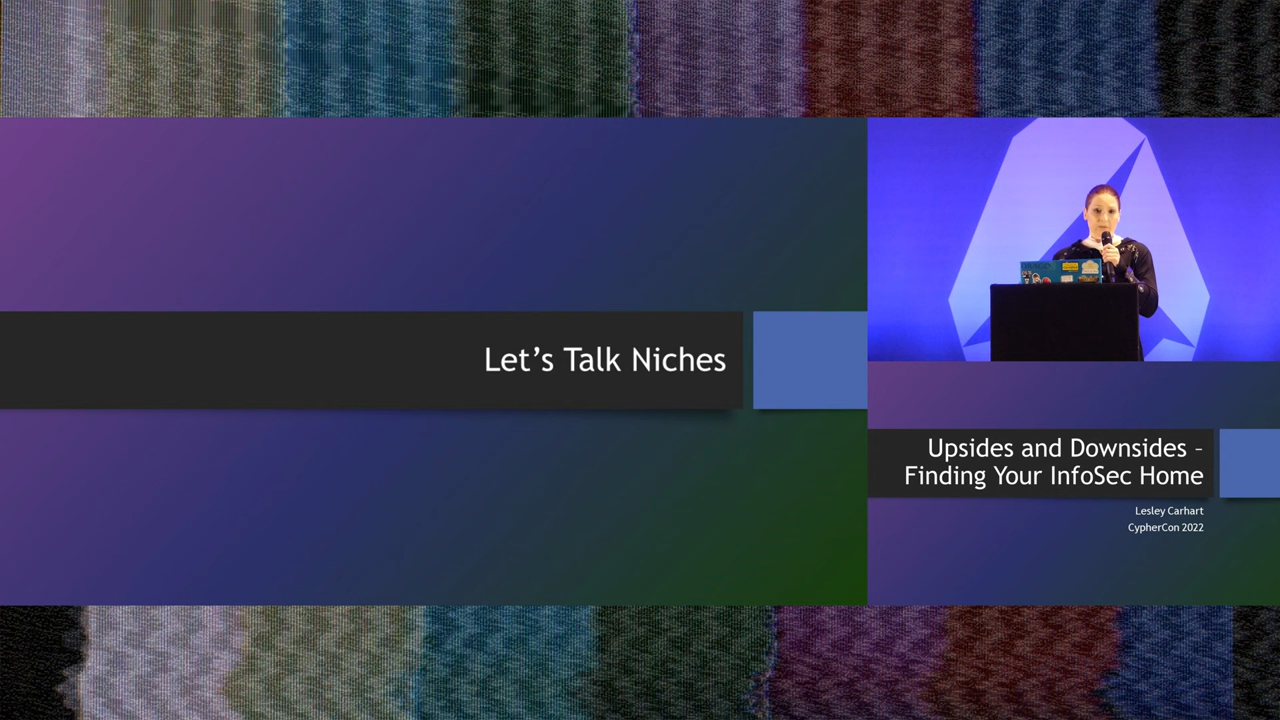 Let’s Talk Niches
Upsides and Downsides –
Finding Your InfoSec Home
Lesley Carhart
CypherCon 2022